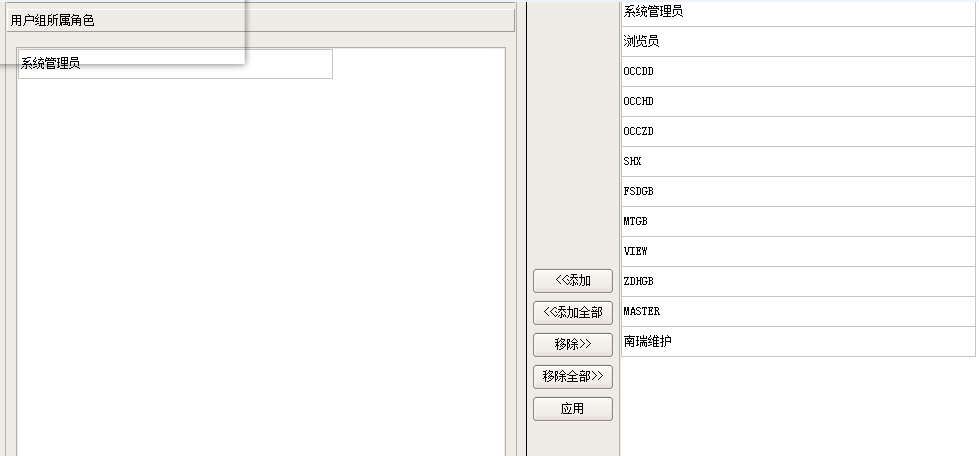 用户组所属角色
系统管理员
<<添加
<<添加全部
移除>>
移除全部>>
应用
系统管理员
浏览员
OCCDD
OCCHD
OCCZD
SHX
FSDGB
MTGB
VIEW
ZDHGB
MASTER
南瑞维护